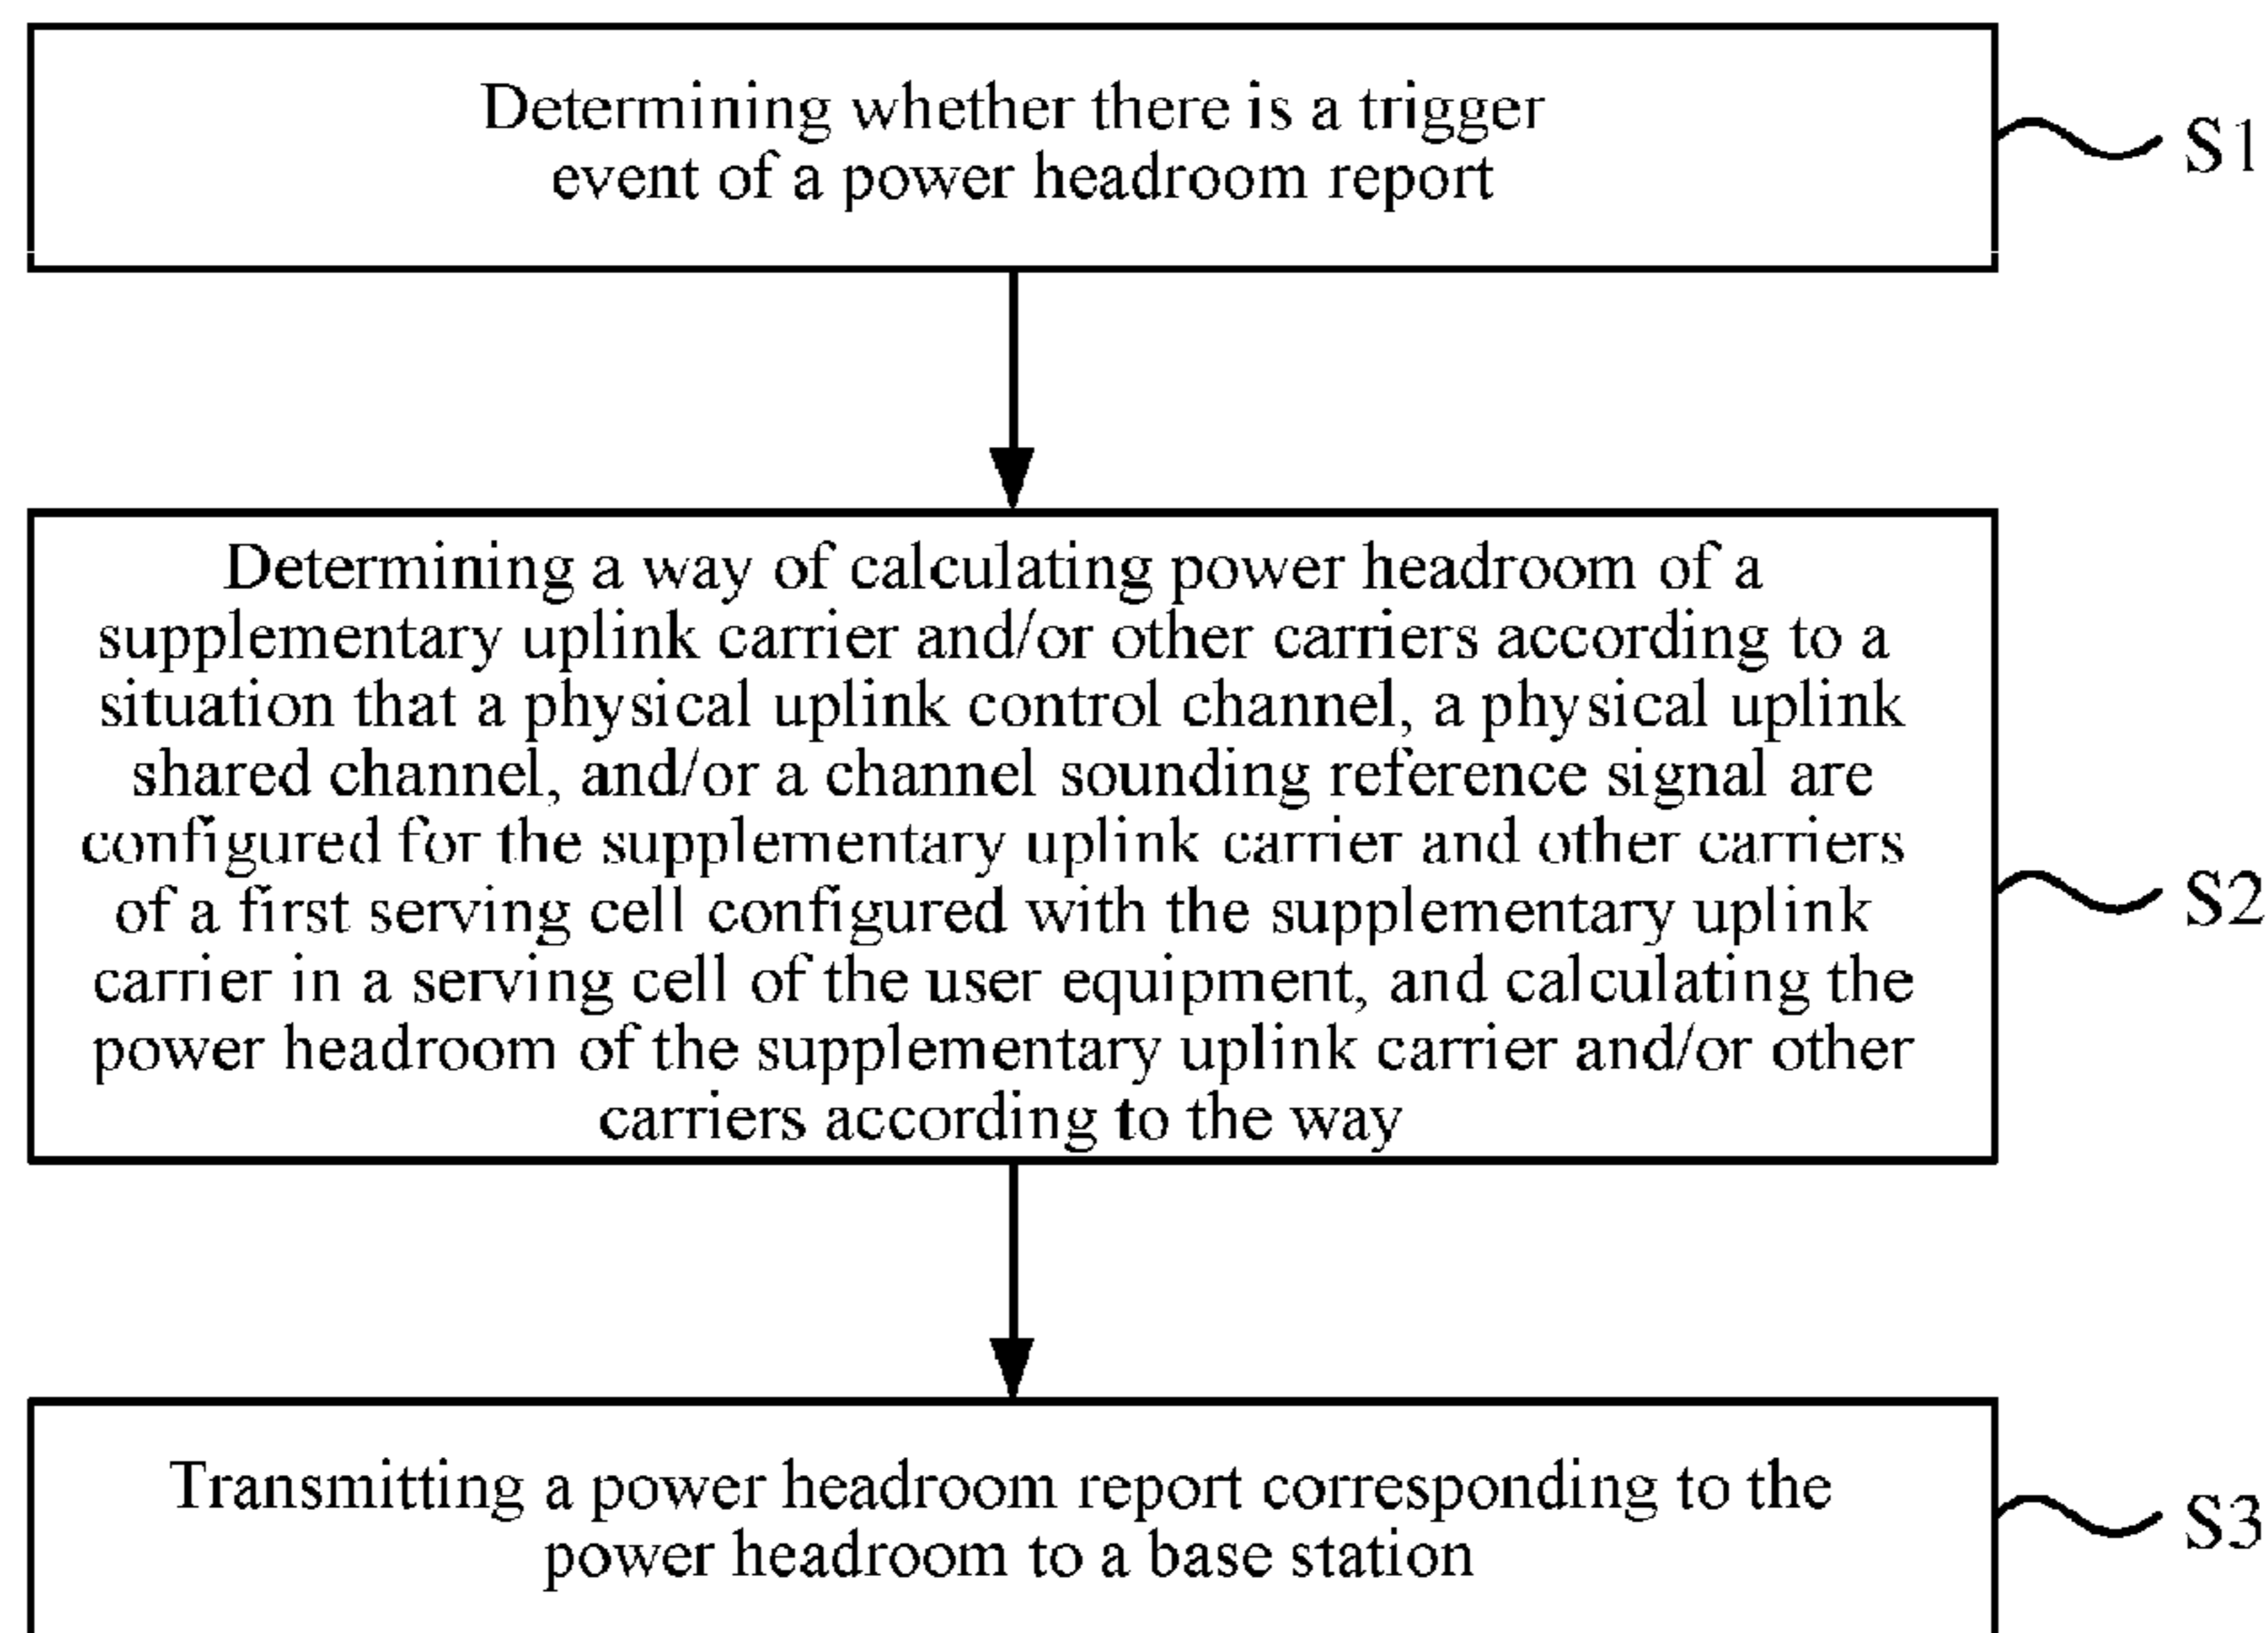 Determining whether there is a trigger
event of a power headroom report
S1
Determining a way of calculating power headroom of a
supplementary uplink carrier and/or other carriers according to a
situation that a physical uplink control channel, a physical uplink
shared channel, and/or a channel sounding reference signal are
configured for the supplementary uplink carrier and other carriers
of a first serving cell configured with the supplementary uplink
carrier in a serving cell of the user equipment, and calculating the
power headroom of the supplementary uplink carrier and/or other
carriers according to the way
S2
Transmitting a power headroom report corresponding to the
power headroom to a base station
S3